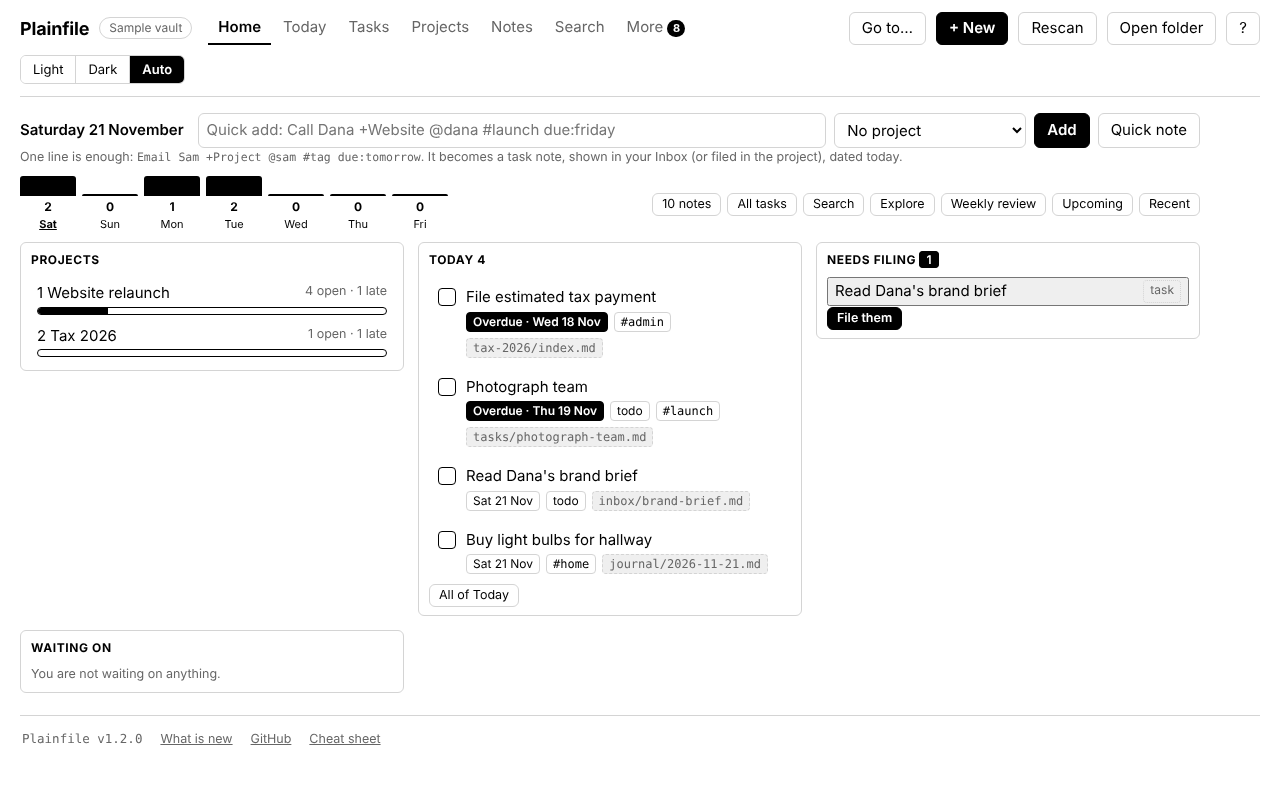 Plainfile Sample vault Home Today Tasks Projects Notes Search More 8 Go to... + New Rescan Open folder ?
Light Dark Auto
Saturday 21 November Quick add: Call Dana +Website @dana #launch due:friday No project Add Quick note
One line is enough: Email Sam +Project @sam #tag due:tomorrow. It becomes a task note, shown in your Inbox (or filed in the project), dated today.
2 0 1 2 0 0 0
Sat Sun Mon Tue Wed Thu Fri
10 notes All tasks Search Explore Weekly review Upcoming Recent
PROJECTS
1 Website relaunch 4 open · 1 late
2 Tax 2026 1 open · 1 late
TODAY 4
File estimated tax payment
Overdue · Wed 18 Nov #admin
tax-2026/index.md
Photograph team
Overdue · Thu 19 Nov todo #launch
tasks/photograph-team.md
Read Dana's brand brief
Sat 21 Nov todo inbox/brand-brief.md
Buy light bulbs for hallway
Sat 21 Nov #home journal/2026-11-21.md
All of Today
NEEDS FILING 1
Read Dana's brand brief task
File them
WAITING ON
You are not waiting on anything.
Plainfile v1.2.0 What is new GitHub Cheat sheet